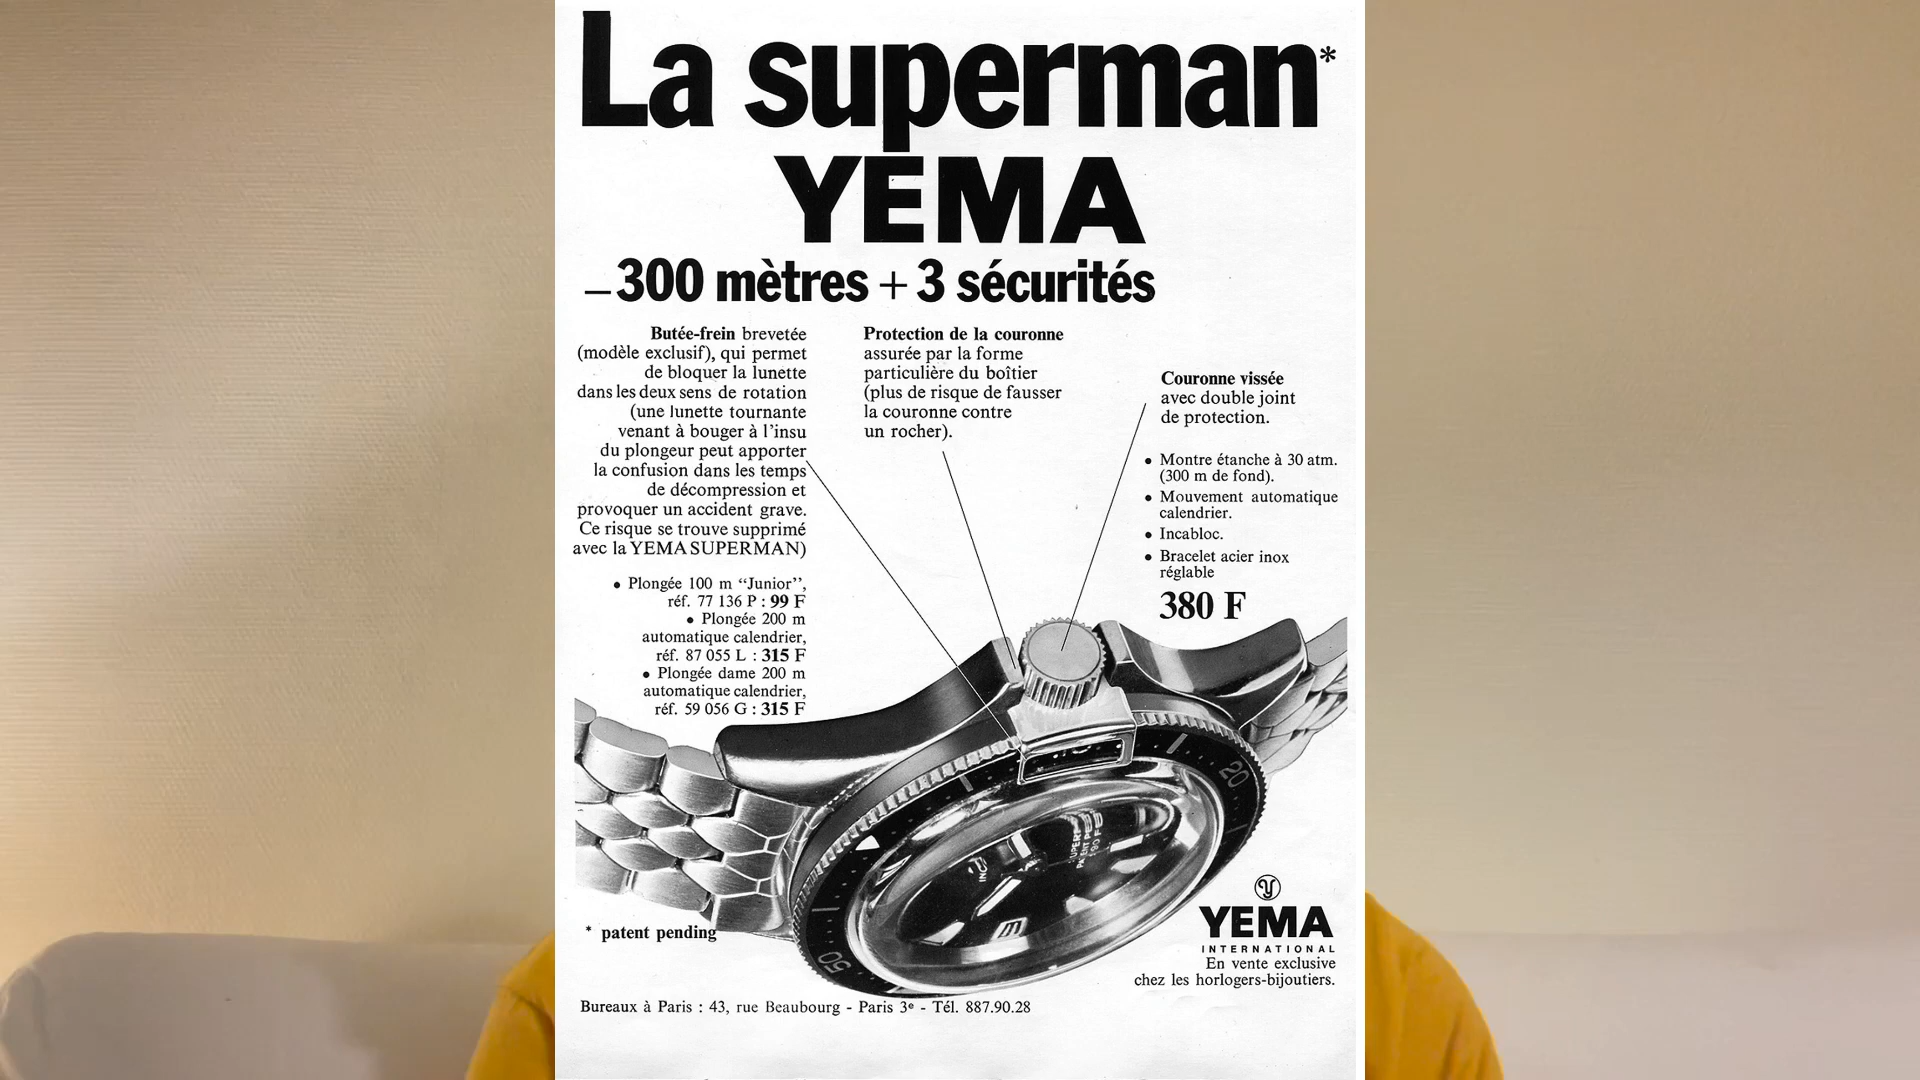 La superman*
YEMA
– 300 mètres + 3 sécurités
Butée-frein brevetée
(modèle exclusif), qui permet
de bloquer la lunette
dans les deux sens de rotation
(une lunette tournante
venant à bouger à l'insu
du plongeur peut apporter
la confusion dans les temps
de décompression et
provoquer un accident grave.
Ce risque se trouve supprimé
avec la YEMA SUPERMAN)
• Plongée 100 m “Junior”,
réf. 77 136 P : 99 F
• Plongée 200 m
automatique calendrier,
réf. 87 055 L : 315 F
• Plongée dame 200 m
automatique calendrier,
réf. 59 056 G : 315 F
Protection de la couronne
assurée par la forme
particulière du boîtier
(plus de risque de fausser
la couronne contre
un rocher).
Couronne vissée
avec double joint
de protection.
• Montre étanche à 30 atm.
(300 m de fond).
• Mouvement automatique
calendrier.
• Incabloc.
• Bracelet acier inox
réglable
380 F
20
50
* patent pending
YEMA
INTERNATIONAL
En vente exclusive
chez les horlogers-bijoutiers.
Bureaux à Paris : 43, rue Beaubourg - Paris 3e - Tél. 887.90.28